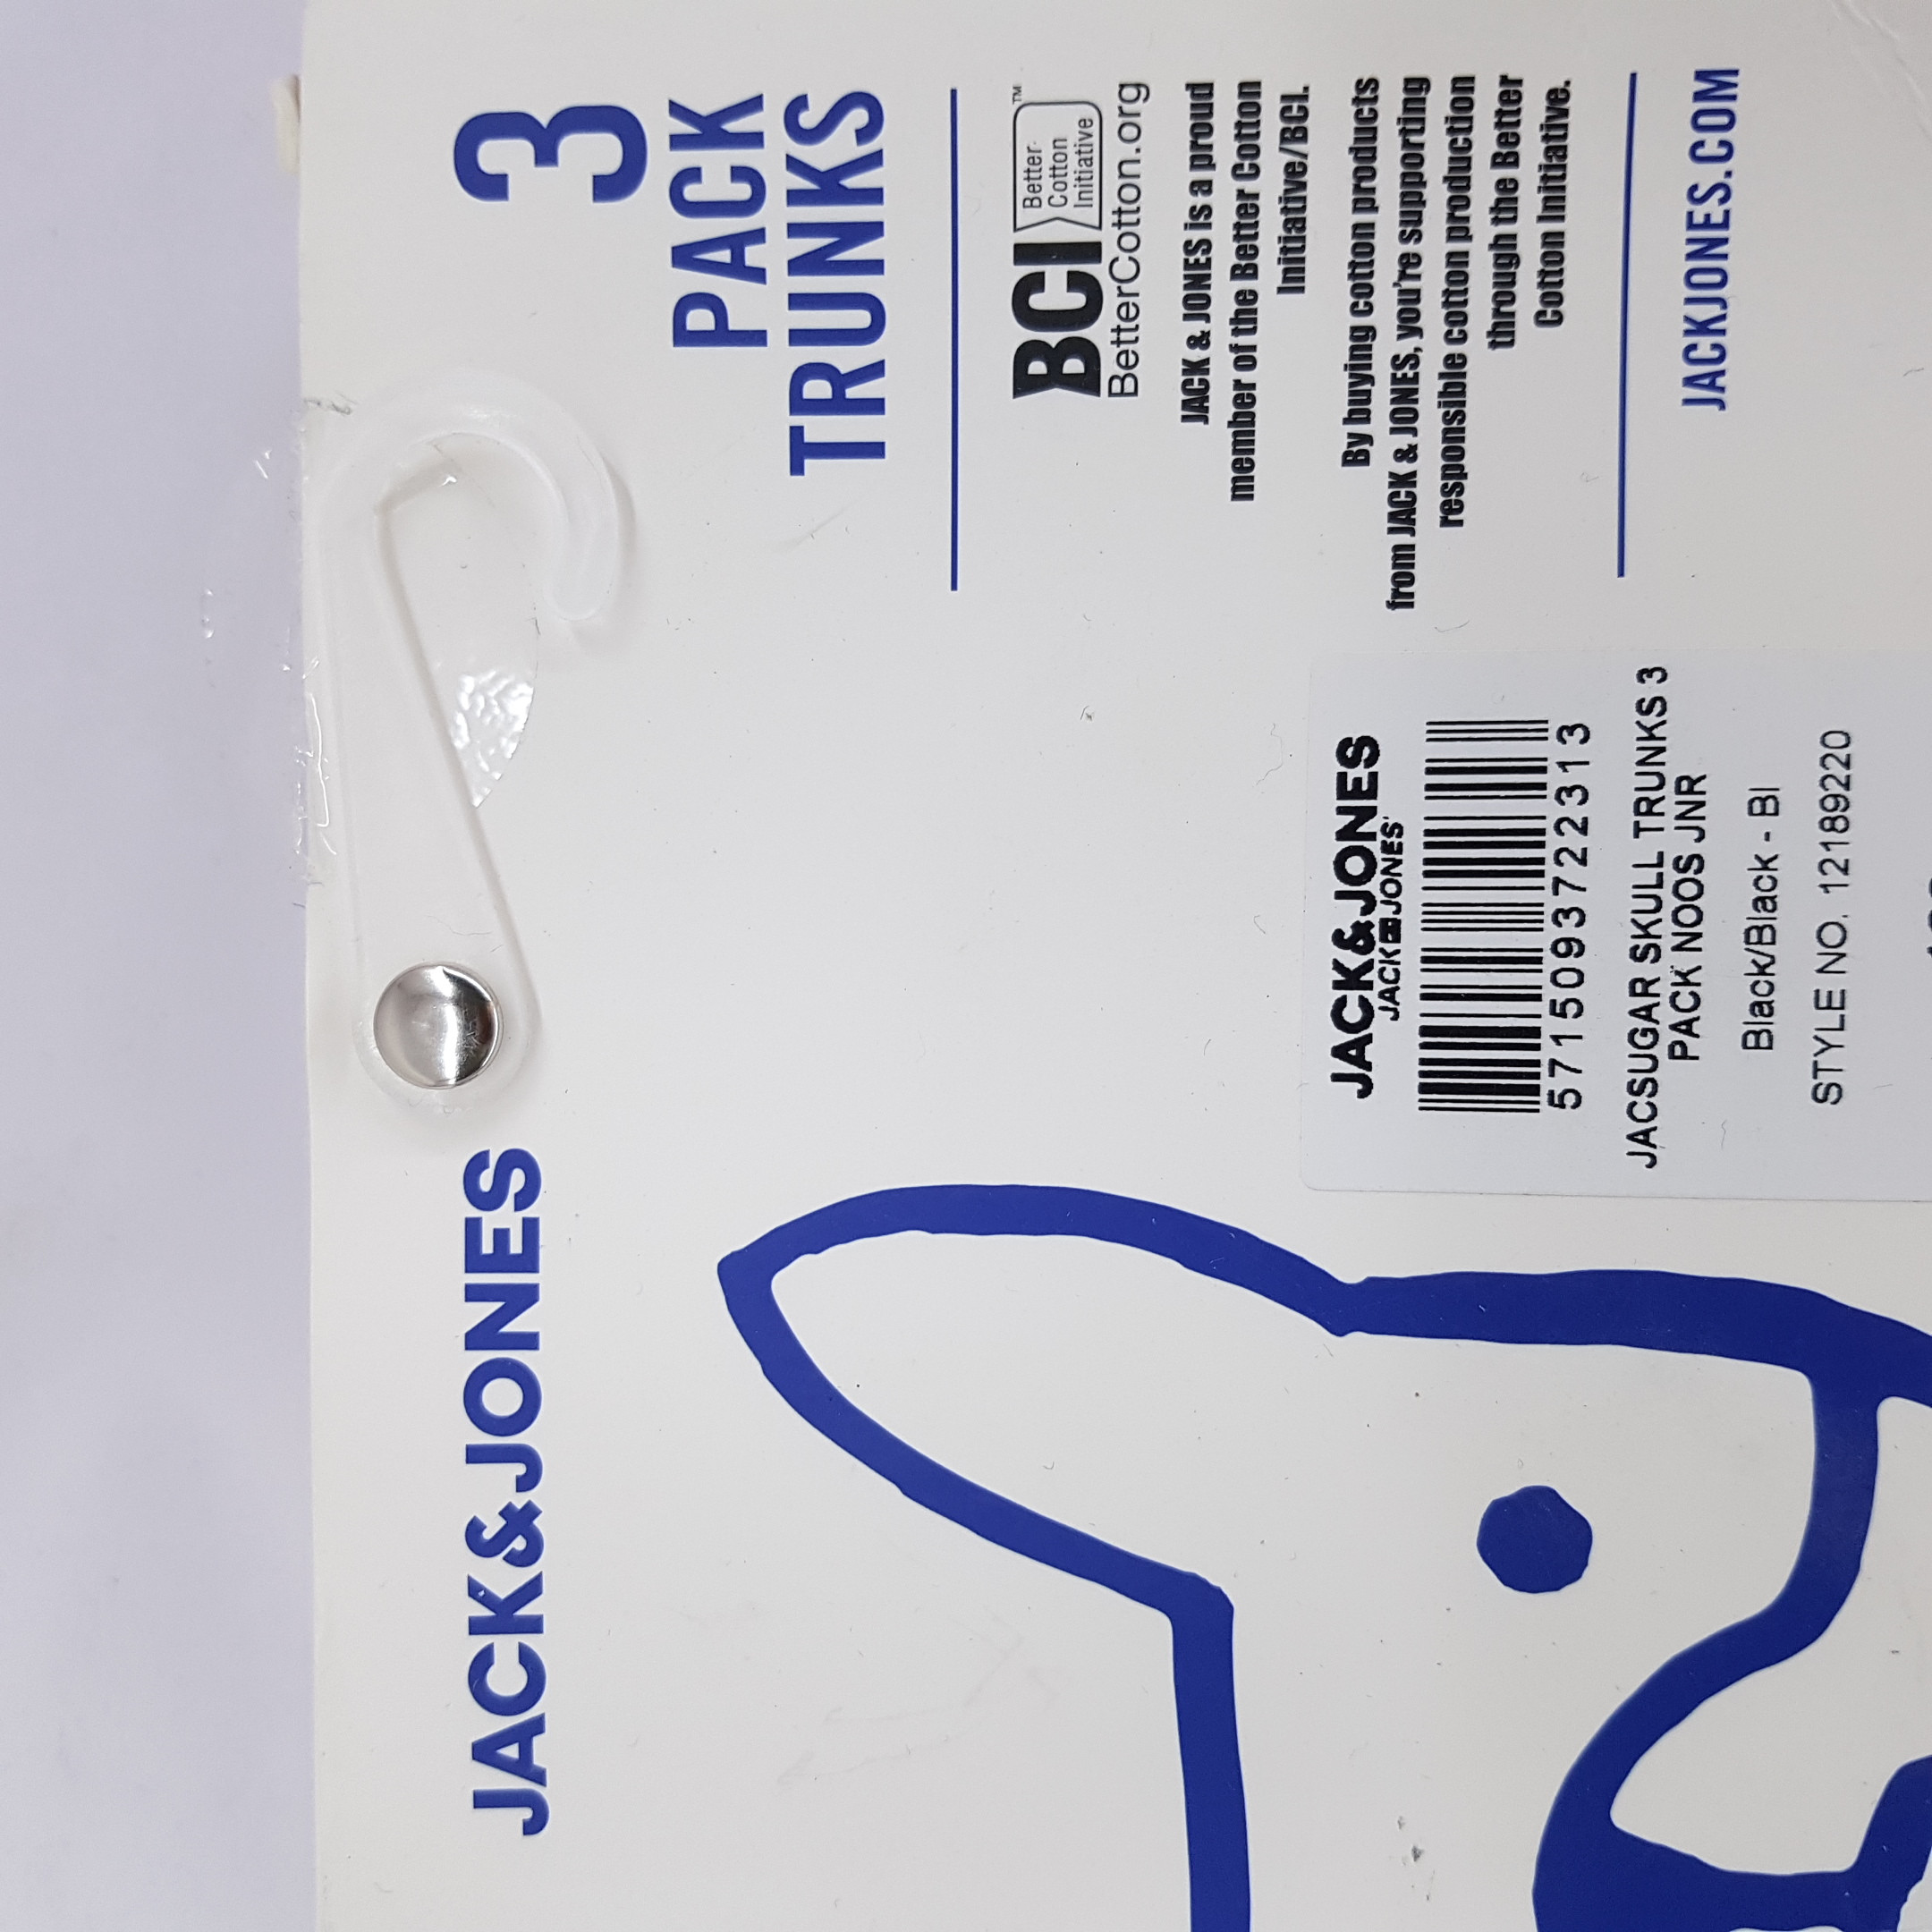 JACK&JONES
3
PACK
TRUNKS
BCI Better Cotton Initiative ™
BetterCotton.org
JACK & JONES is a proud
member of the Better Cotton
Initiative/BCI.
By buying cotton products
from JACK & JONES, you're supporting
responsible cotton production
through the Better
Cotton Initiative.
JACKJONES.COM
JACK&JONES
JACK JONES
5715093722313
JACSUGAR SKULL TRUNKS 3
PACK NOOS JNR
Black/Black - Bl
STYLE NO. 12189220